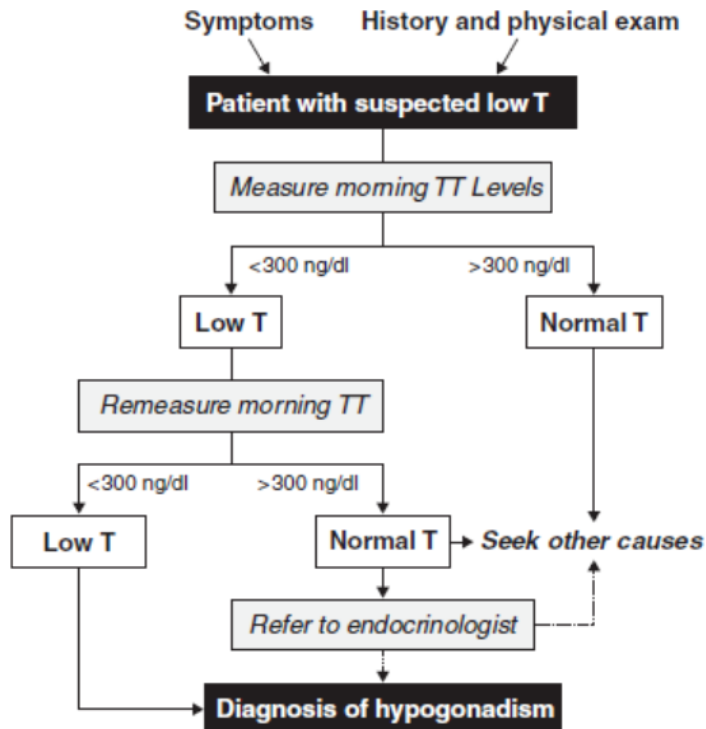 Symptoms
History and physical exam
Patient with suspected low T
Measure morning TT Levels
<300 ng/dl
>300 ng/dl
Low T
Normal T
Remeasure morning TT
<300 ng/dl
>300 ng/dl
Low T
Normal T
Seek other causes
Refer to endocrinologist
Diagnosis of hypogonadism